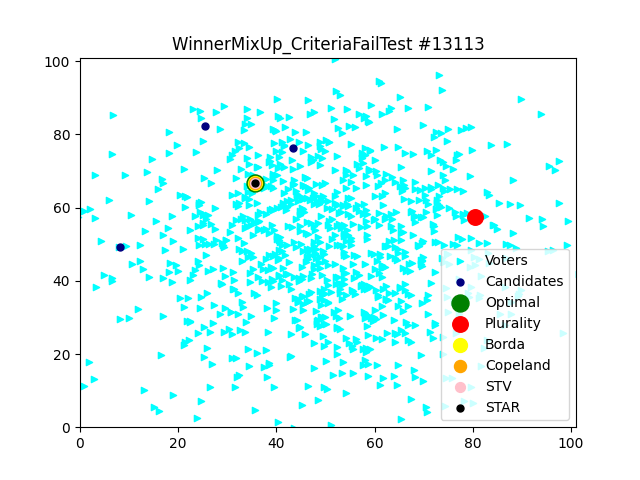 WinnerMixUp_CriteriaFailTest #13113
100
80
60
40
20
0
0
20
40
60
80
100
Voters
Candidates
Optimal
Plurality
Borda
Copeland
STV
STAR